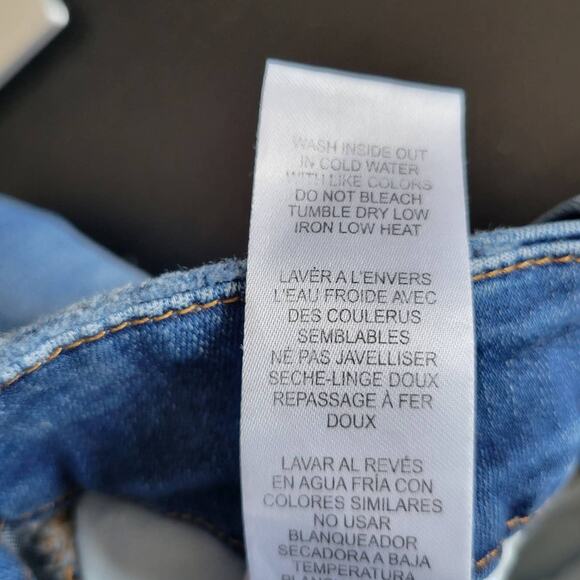 WASH INSIDE OUT
IN COLD WATER
WITH LIKE COLORS
DO NOT BLEACH
TUMBLE DRY LOW
IRON LOW HEAT
LAVÉR A L'ENVERS
L'EAU FROIDE AVEC
DES COULERUS
SEMBLABLES
NÉ PAS JAVELLISER
SECHE-LINGE DOUX
REPASSAGE À FER
DOUX
LAVAR AL REVÉS
EN AGUA FRÍA CON
COLORES SIMILARES
NO USAR
BLANQUEADOR
SECADORA A BAJA
TEMPERATURA